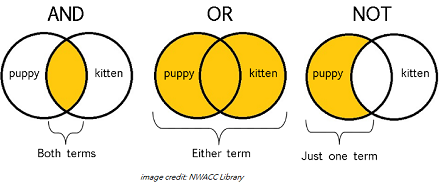 AND OR NOT
puppy kitten puppy kitten puppy kitten
Both terms Either term Just one term
image credit: NWACC Library